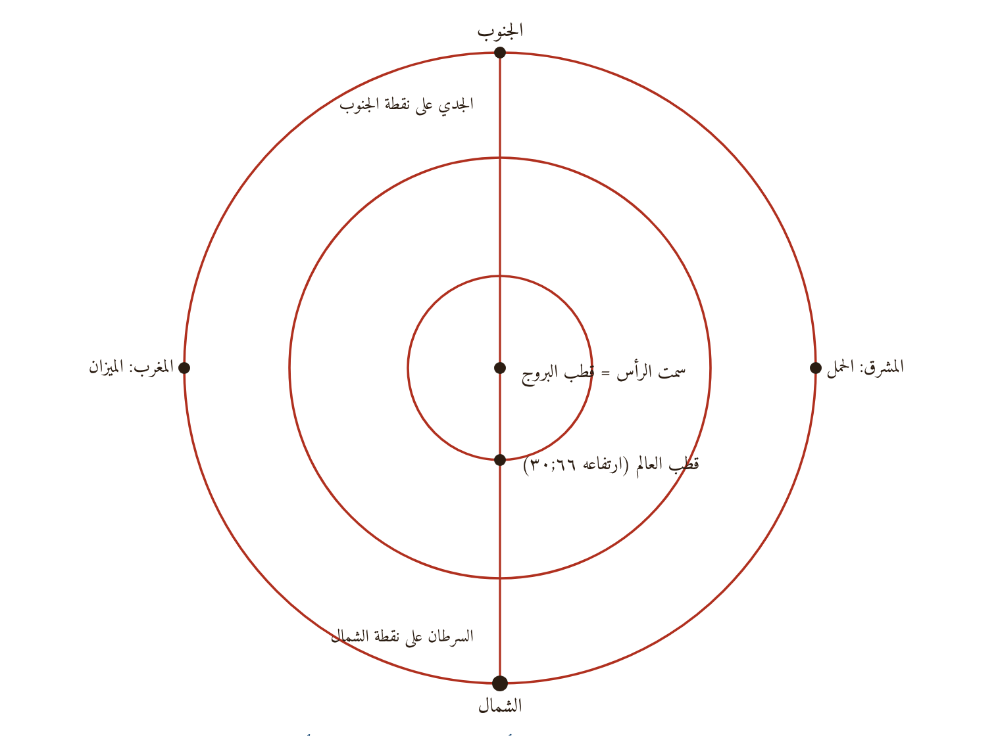 الجنوب
الجدي على نقطة الجنوب
المشرق: الحمل
المغرب: الميزان
سمت الرأس = قطب البروج
قطب العالم (ارتفاعه ٦٦;٣٠)
السرطان على نقطة الشمال
الشمال